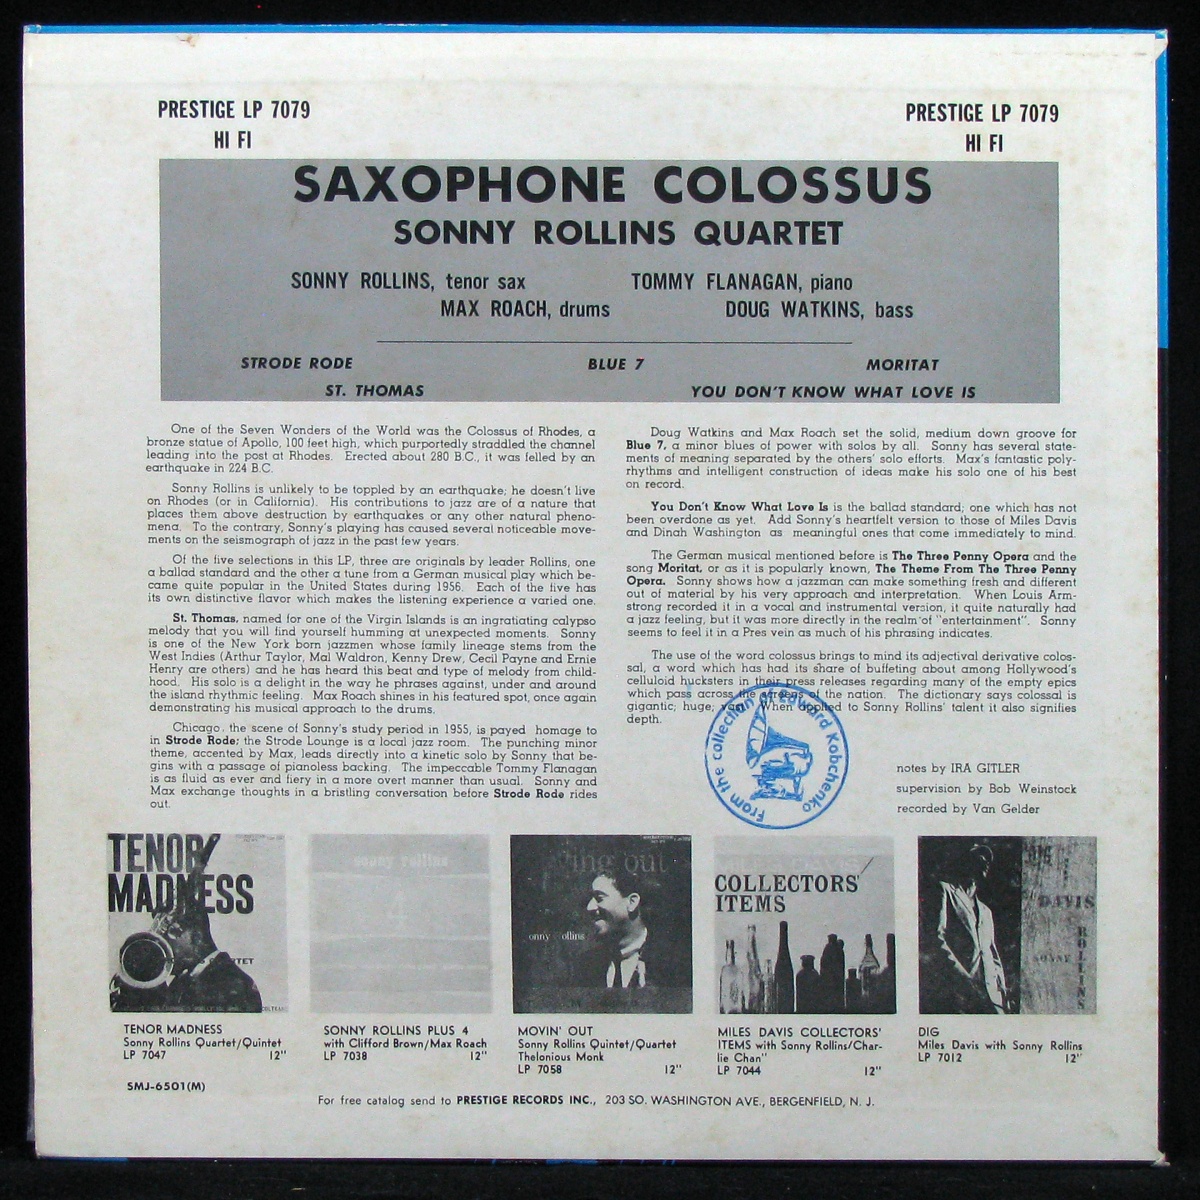 PRESTIGE LP 7079
HI FI
PRESTIGE LP 7079
HI FI
SAXOPHONE COLOSSUS
SONNY ROLLINS QUARTET
SONNY ROLLINS, tenor sax
TOMMY FLANAGAN, piano
MAX ROACH, drums
DOUG WATKINS, bass
STRODE RODE
BLUE 7
MORITAT
ST. THOMAS
YOU DON'T KNOW WHAT LOVE IS
One of the Seven Wonders of the World was the Colossus of Rhodes, a
bronze statue of Apollo, 100 feet high, which purportedly straddled the channel
leading into the post at Rhodes. Erected about 280 B.C., it was felled by an
earthquake in 224 B.C.
Sonny Rollins is unlikely to be toppled by an earthquake; he doesn't live
on Rhodes (or in California). His contributions to jazz are of a nature that
places them above destruction by earthquakes or any other natural pheno-
mena. To the contrary, Sonny's playing has caused several noticeable move-
ments on the seismograph of jazz in the past few years.
Of the five selections in this LP, three are originals by leader Rollins, one
a ballad standard and the other a tune from a German musical play which be-
came quite popular in the United States during 1956. Each of the five has
its own distinctive flavor which makes the listening experience a varied one.
St. Thomas, named for one of the Virgin Islands is an ingratiating calypso
melody that you will find yourself humming at unexpected moments. Sonny
is one of the New York born jazzmen whose family lineage stems from the
West Indies (Arthur Taylor, Mal Waldron, Kenny Drew, Cecil Payne and Ernie
Henry are others) and he has heard this beat and type of melody from child-
hood. His solo is a delight in the way he phrases against, under and around
the island rhythmic feeling. Max Roach shines in his featured spot, once again
demonstrating his musical approach to the drums.
Chicago, the scene of Sonny's study period in 1955, is payed homage to
in Strode Rode; the Strode Lounge is a local jazz room. The punching minor
theme, accented by Max, leads directly into a kinetic solo by Sonny that be-
gins with a passage of pianoless backing. The impeccable Tommy Flanagan
is as fluid as ever and fiery in a more overt manner than usual. Sonny and
Max exchange thoughts in a bristling conversation before Strode Rode rides
out.
Doug Watkins and Max Roach set the solid, medium down groove for
Blue 7, a minor blues of power with solos by all. Sonny has several state-
ments of meaning separated by the others' solo efforts. Max's fantastic poly-
rhythms and intelligent construction of ideas make his solo one of his best
on record.
You Don't Know What Love Is is the ballad standard; one which has not
been overdone as yet. Add Sonny's heartfelt version to those of Miles Davis
and Dinah Washington as meaningful ones that come immediately to mind.
The German musical mentioned before is The Three Penny Opera and the
song Moritat, or as it is popularly known, The Theme From The Three Penny
Opera. Sonny shows how a jazzman can make something fresh and different
out of material by his very approach and interpretation. When Louis Arm-
strong recorded it in a vocal and instrumental version, it quite naturally had
a jazz feeling, but it was more directly in the realm of "entertainment". Sonny
seems to feel it in a Pres vein as much of his phrasing indicates.
The use of the word colossus brings to mind its adjectival derivative colos-
sal, a word which has had its share of buffeting about among Hollywood's
celluloid hucksters in their press releases regarding many of the empty epics
which pass across the screens of the nation. The dictionary says colossal is
gigantic; huge; vast. When applied to Sonny Rollins' talent it also signifies
depth.
From the collection of Edward Kobchenko
notes by IRA GITLER
supervision by Bob Weinstock
recorded by Van Gelder
TENOR
MADNESS
sonny rollins
4
ving out
onny ollins
MILES DAVIS
COLLECTORS'
ITEMS
DIG
DAVIS
SONNY
ROLLINS
TENOR MADNESS
Sonny Rollins Quartet/Quintet
LP 7047 12"
SONNY ROLLINS PLUS 4
with Clifford Brown/Max Roach
LP 7038 12"
MOVIN' OUT
Sonny Rollins Quintet/Quartet
Thelonious Monk
LP 7058 12"
MILES DAVIS COLLECTORS'
ITEMS with Sonny Rollins/Char-
lie Chan"
LP 7044 12"
DIG
Miles Davis with Sonny Rollins
LP 7012 12"
SMJ-6501(M)
For free catalog send to PRESTIGE RECORDS INC., 203 SO. WASHINGTON AVE., BERGENFIELD, N. J.